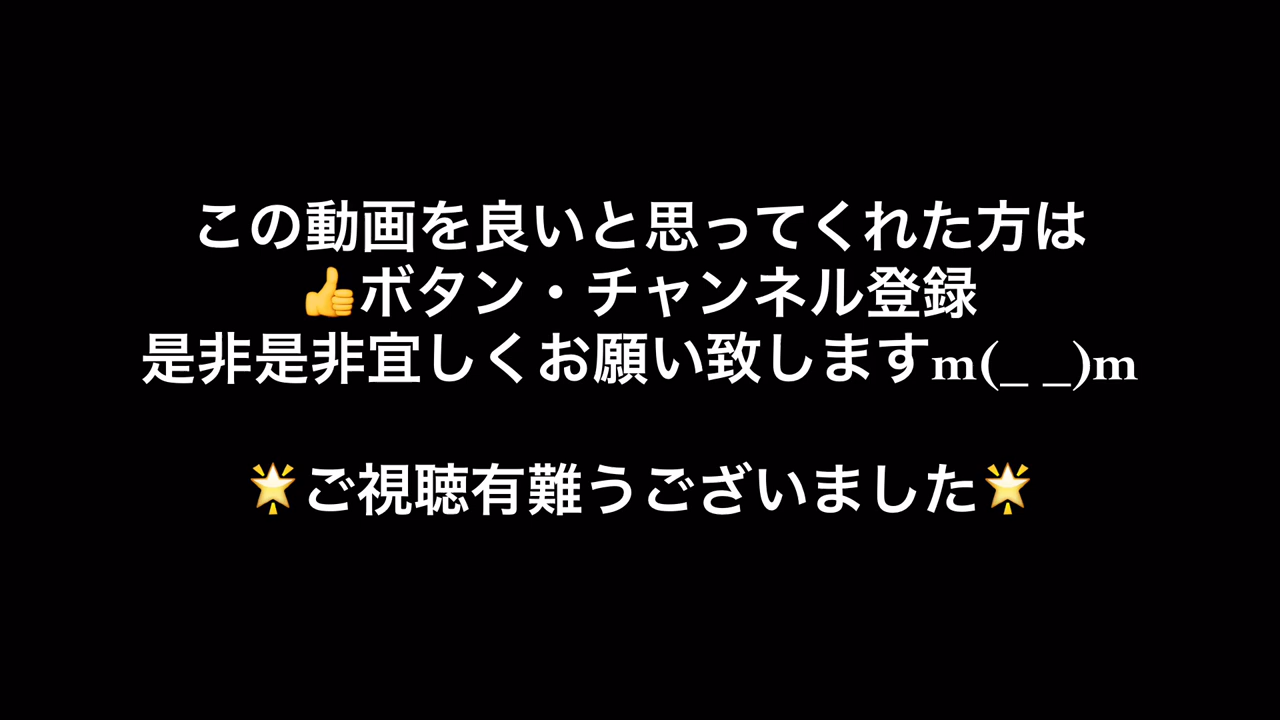 この動画を良いと思ってくれた方は
👍ボタン・チャンネル登録
是非是非宜しくお願い致しますm(_ _)m
🌟ご視聴有難うございました🌟